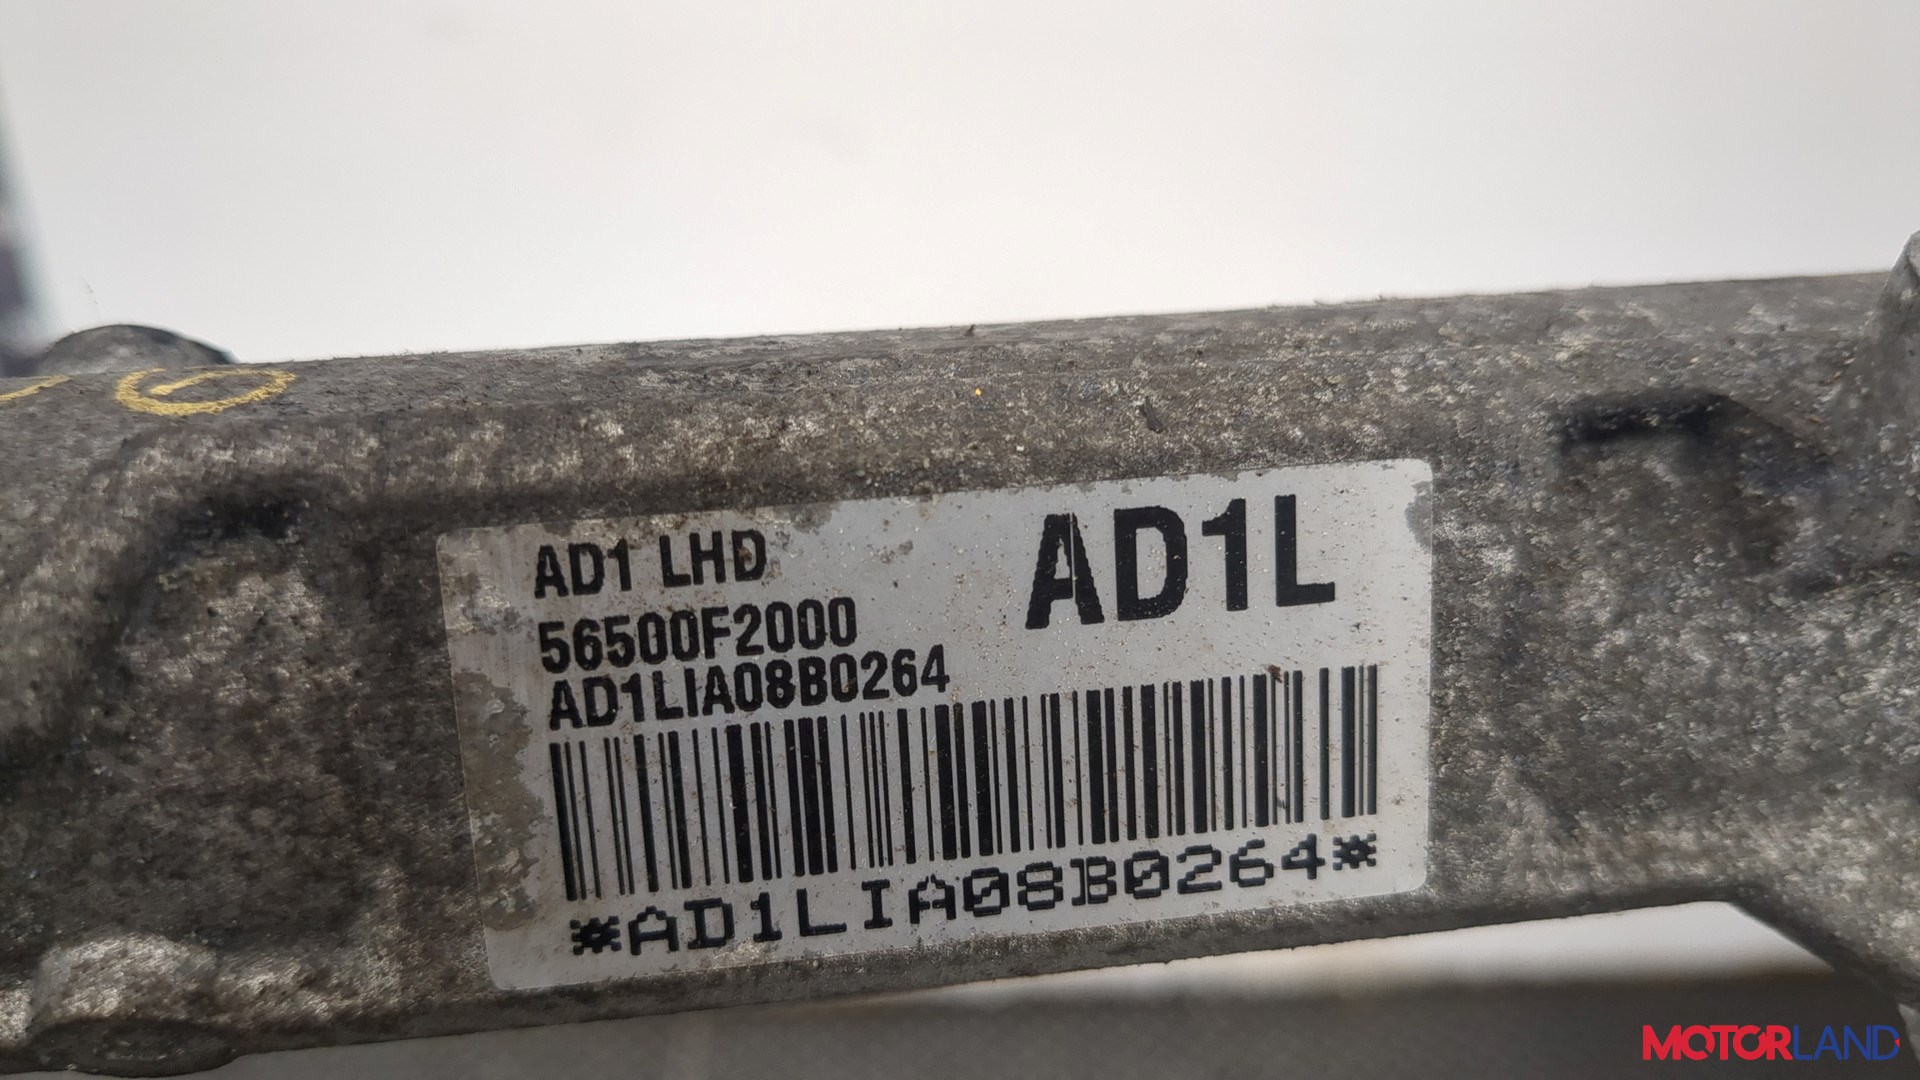 AD1 LHD
AD1L
56500F2000
AD1LIA08B0264
*AD1LIA08B0264*
MOTORLAND